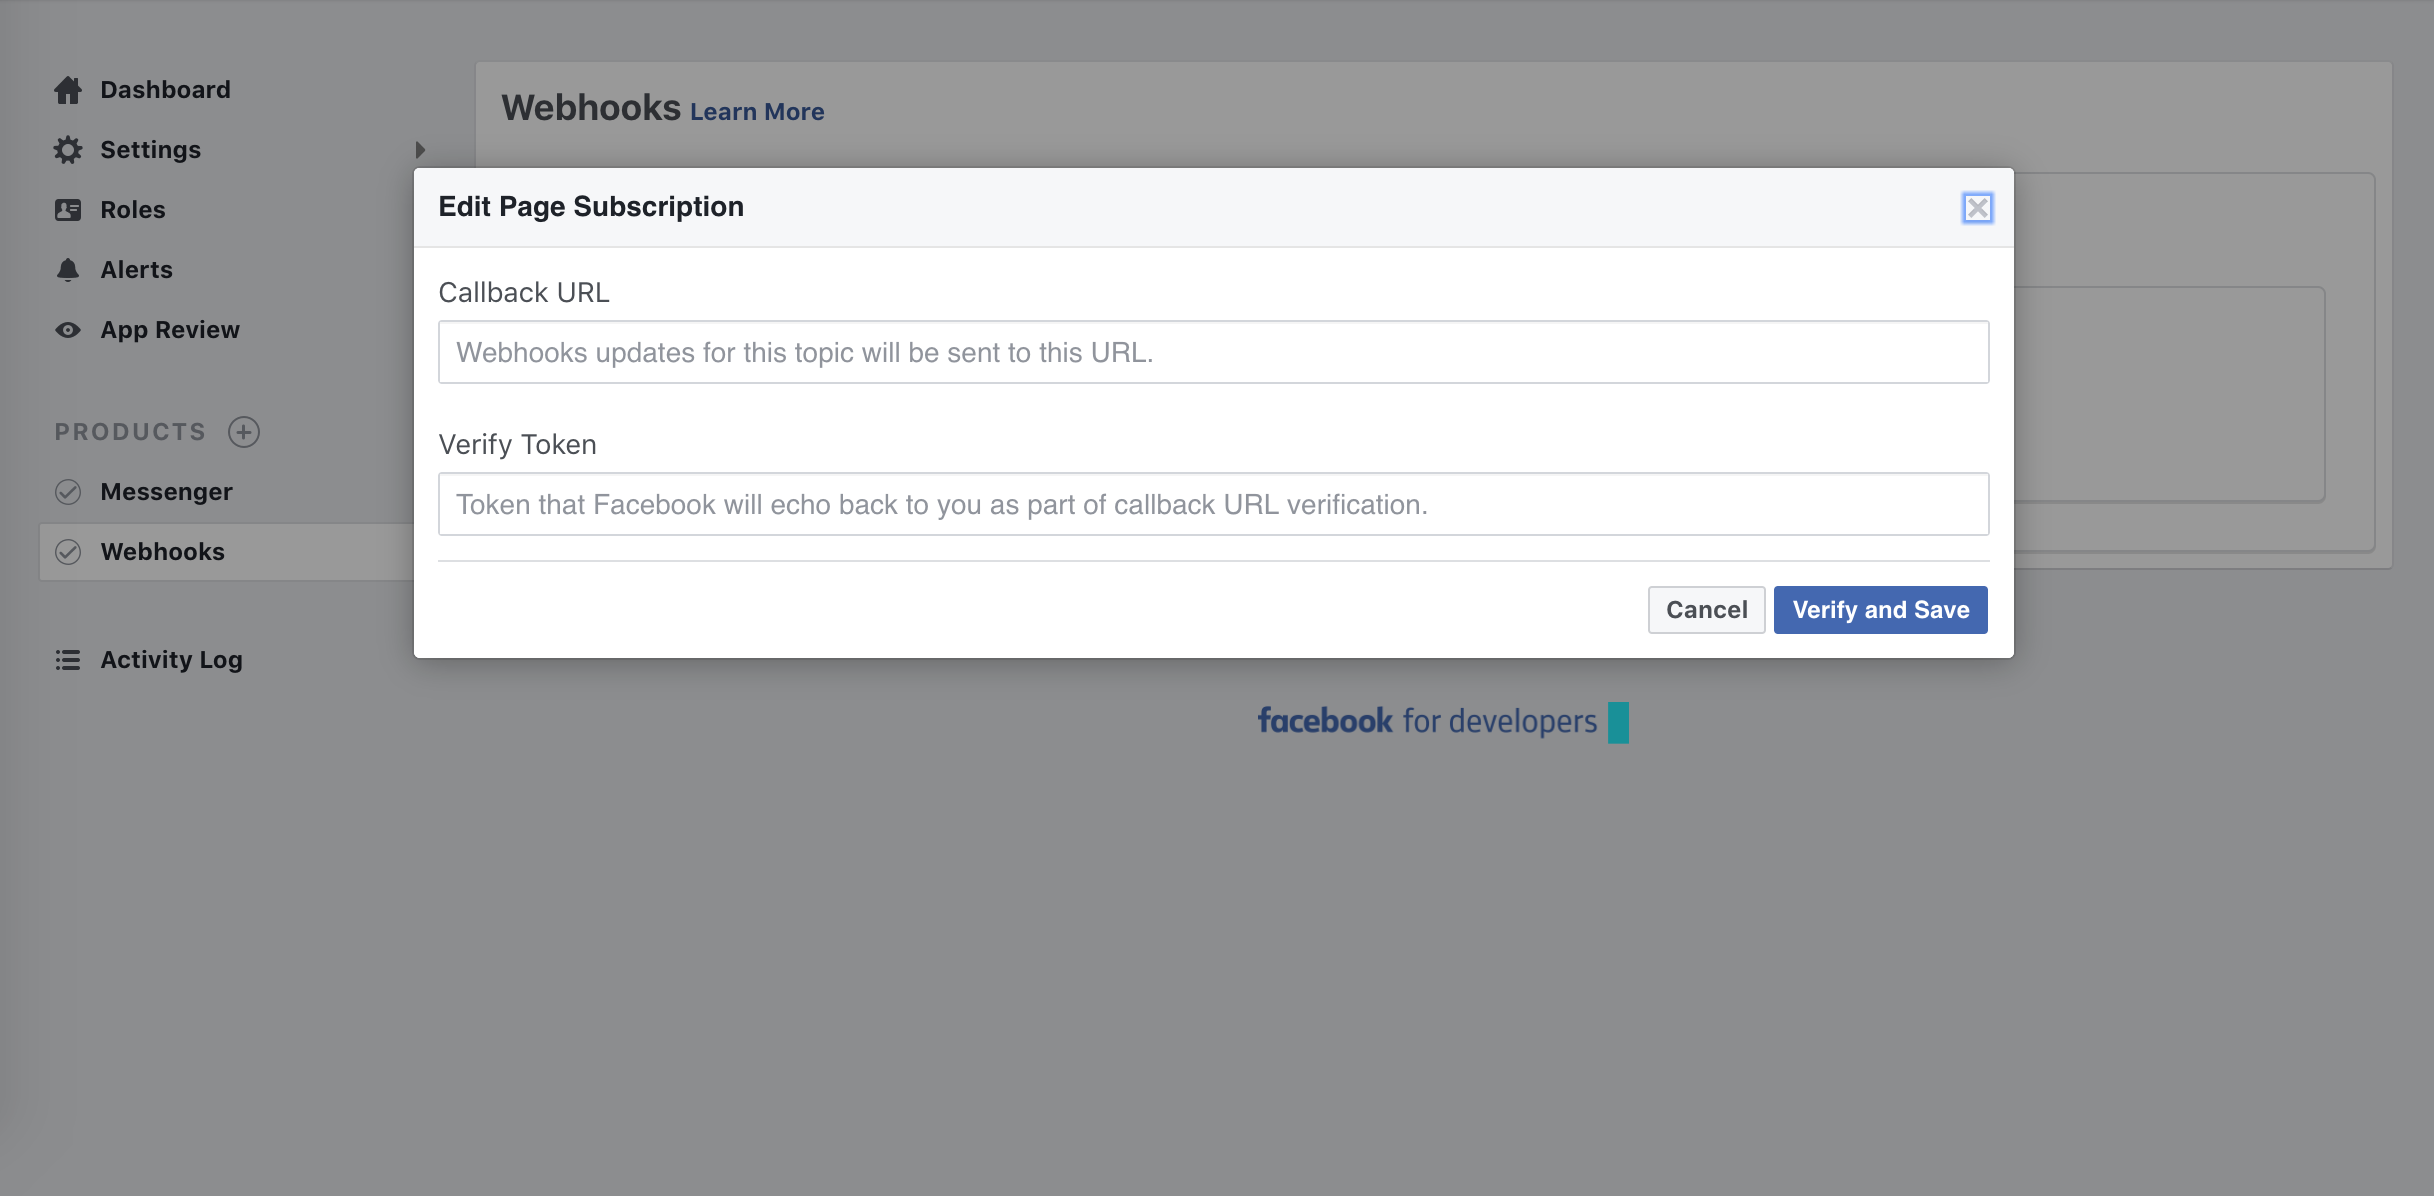 Dashboard
Settings
Roles
Alerts
App Review
PRODUCTS
Messenger
Webhooks
Activity Log
Webhooks Learn More
Edit Page Subscription
Callback URL
Webhooks updates for this topic will be sent to this URL.
Verify Token
Token that Facebook will echo back to you as part of callback URL verification.
Cancel Verify and Save
facebook for developers